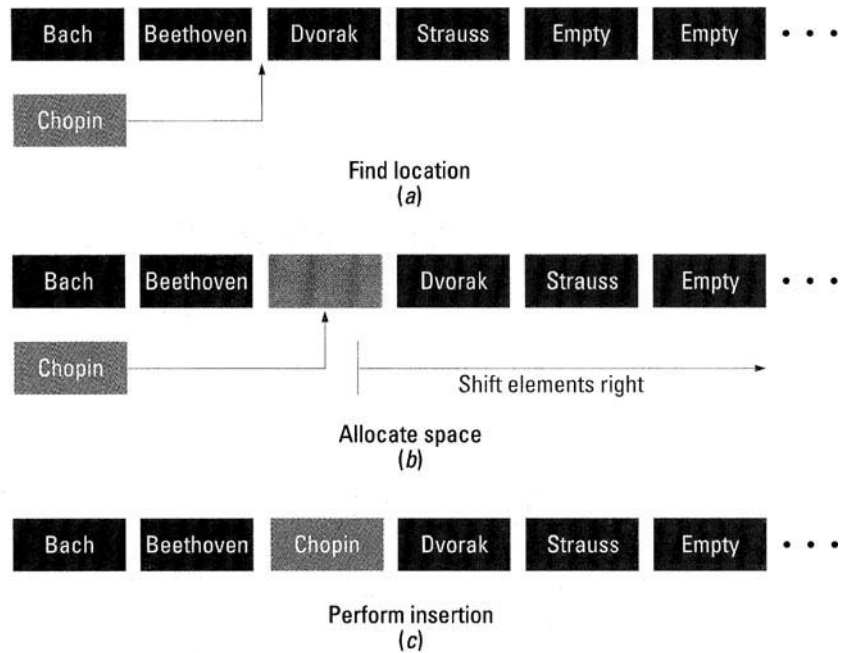 Bach Beethoven Dvorak Strauss Empty Empty • • •
Chopin
Find location
(a)
Bach Beethoven Dvorak Strauss Empty • • •
Chopin
Shift elements right
Allocate space
(b)
Bach Beethoven Chopin Dvorak Strauss Empty • • •
Perform insertion
(c)